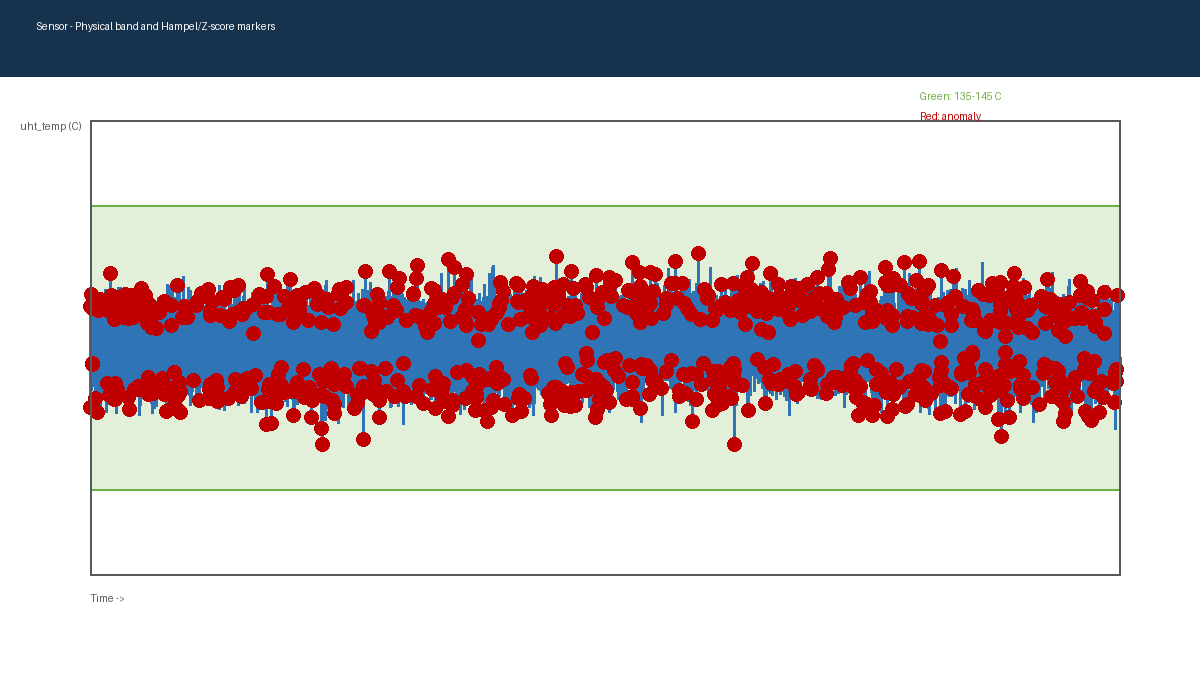 Sensor - Physical band and Hampel/Z-score markers
Green: 135-145 C
Red: anomaly
uht_temp (C)
Time ->